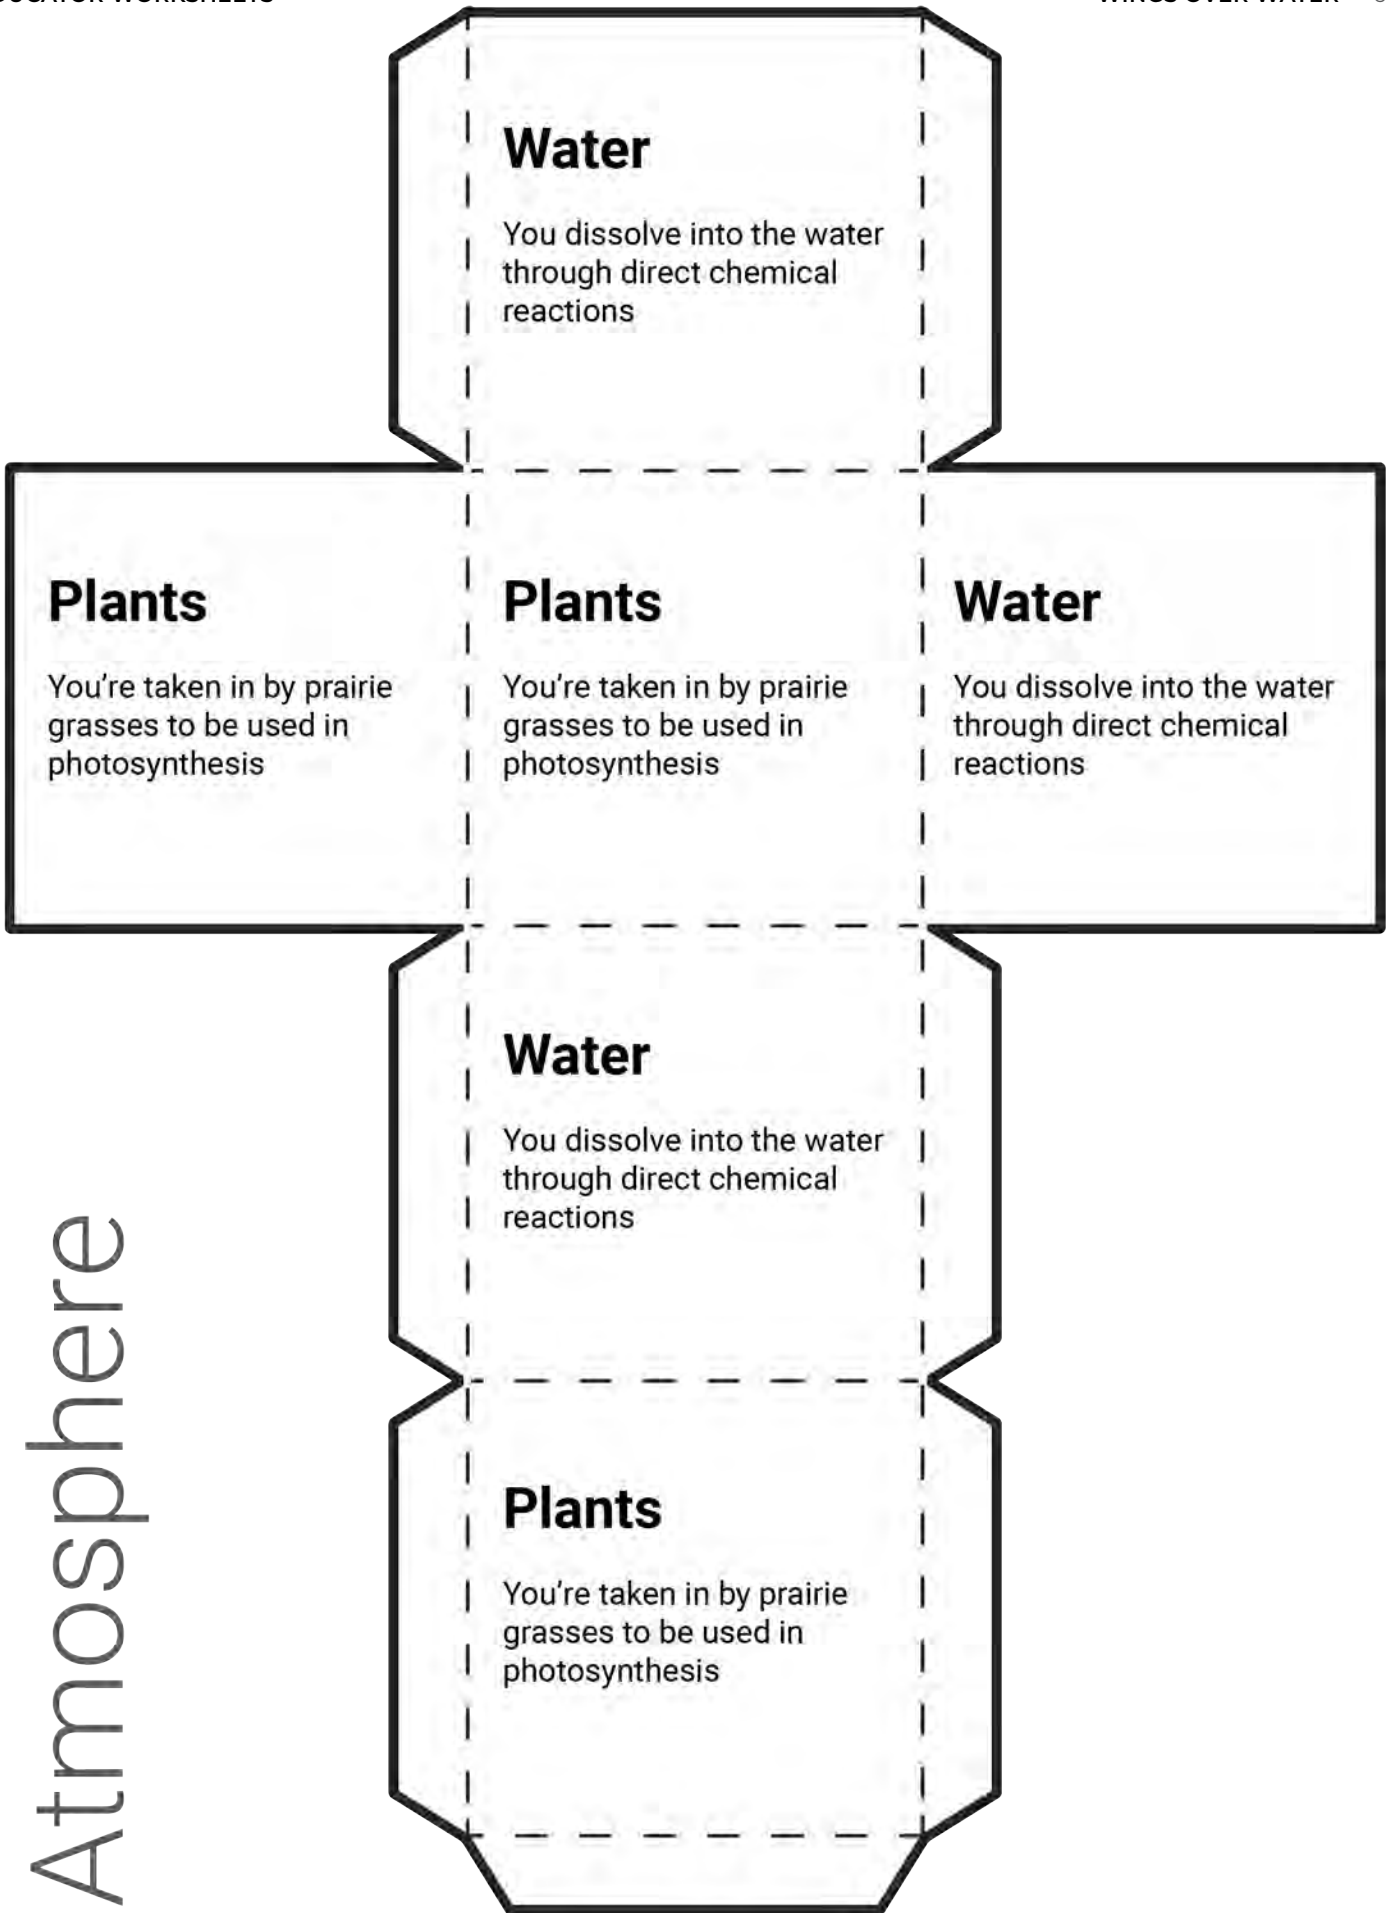 WINGS OVER WATER
Water
You dissolve into the water
through direct chemical
reactions
Plants
You're taken in by prairie
grasses to be used in
photosynthesis
Plants
You're taken in by prairie
grasses to be used in
photosynthesis
Water
You dissolve into the water
through direct chemical
reactions
Water
You dissolve into the water
through direct chemical
reactions
Plants
You're taken in by prairie
grasses to be used in
photosynthesis
Atmosphere